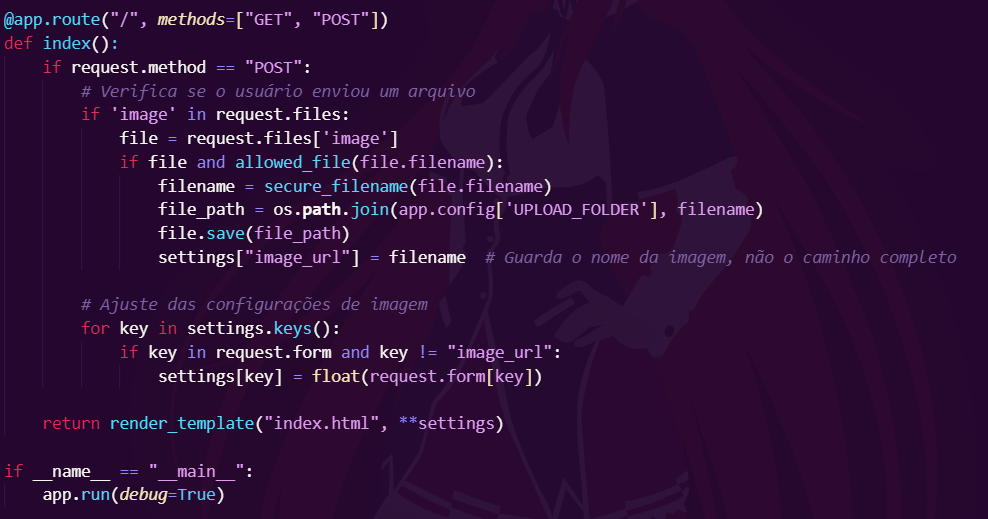 @app.route("/", methods=["GET", "POST"])
def index():
    if request.method == "POST":
        # Verifica se o usuário enviou um arquivo
        if 'image' in request.files:
            file = request.files['image']
            if file and allowed_file(file.filename):
                filename = secure_filename(file.filename)
                file_path = os.path.join(app.config['UPLOAD_FOLDER'], filename)
                file.save(file_path)
                settings["image_url"] = filename  # Guarda o nome da imagem, não o caminho completo

        # Ajuste das configurações de imagem
        for key in settings.keys():
            if key in request.form and key != "image_url":
                settings[key] = float(request.form[key])

    return render_template("index.html", **settings)

if __name__ == "__main__":
    app.run(debug=True)